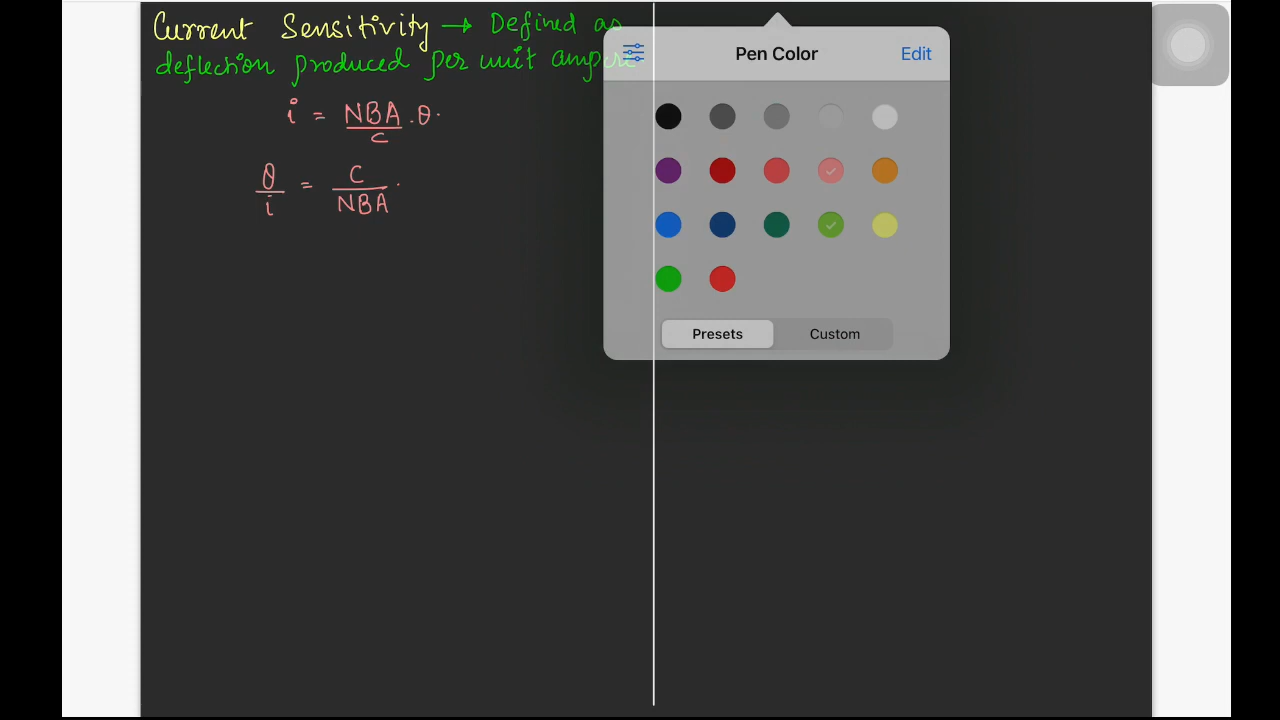 Current Sensitivity → Defined as
deflection produced per unit ampere
i = NBA/C . θ.
θ/i = C/NBA .
Pen Color
Edit
Presets
Custom